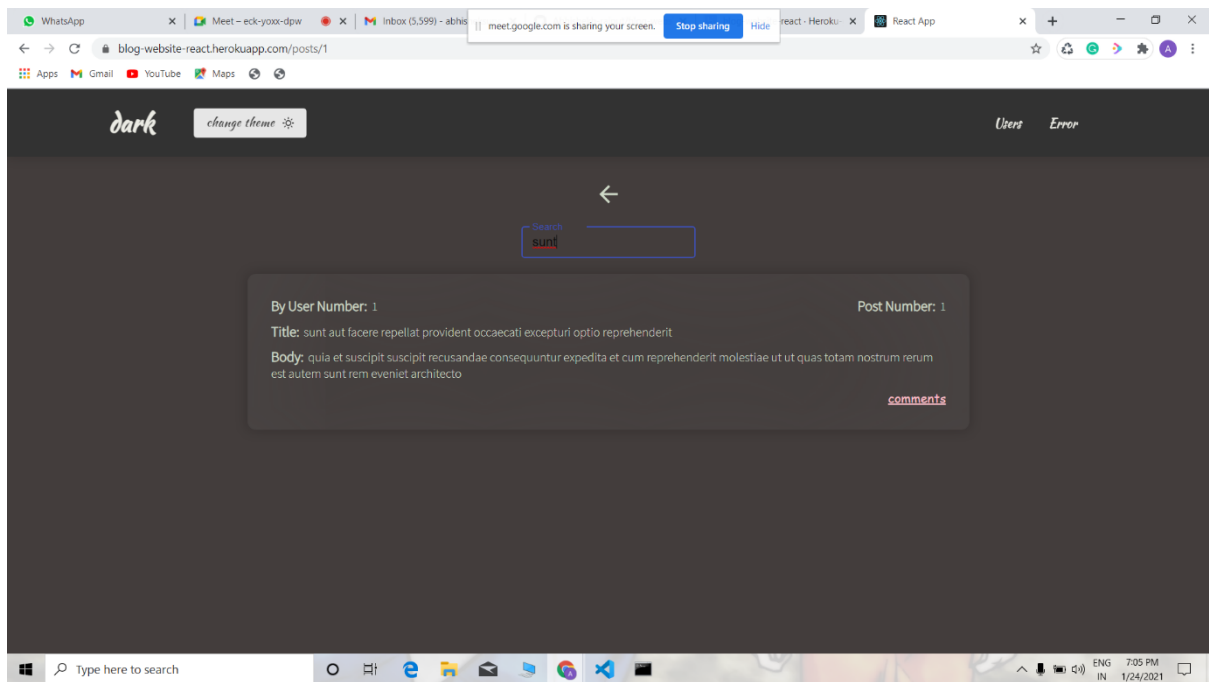 WhatsApp
Meet – eck-yoxx-dpw
Inbox (5,599) - abhis
meet.google.com is sharing your screen. Stop sharing Hide
react - Heroku
React App
blog-website-react.herokuapp.com/posts/1
A
Apps Gmail YouTube Maps
dark change theme Users Error
Search
sunt
By User Number: 1 Post Number: 1
Title: sunt aut facere repellat provident occaecati excepturi optio reprehenderit
Body: quia et suscipit suscipit recusandae consequuntur expedita et cum reprehenderit molestiae ut ut quas totam nostrum rerum
est autem sunt rem eveniet architecto
comments
Type here to search
ENG 7:05 PM
IN 1/24/2021